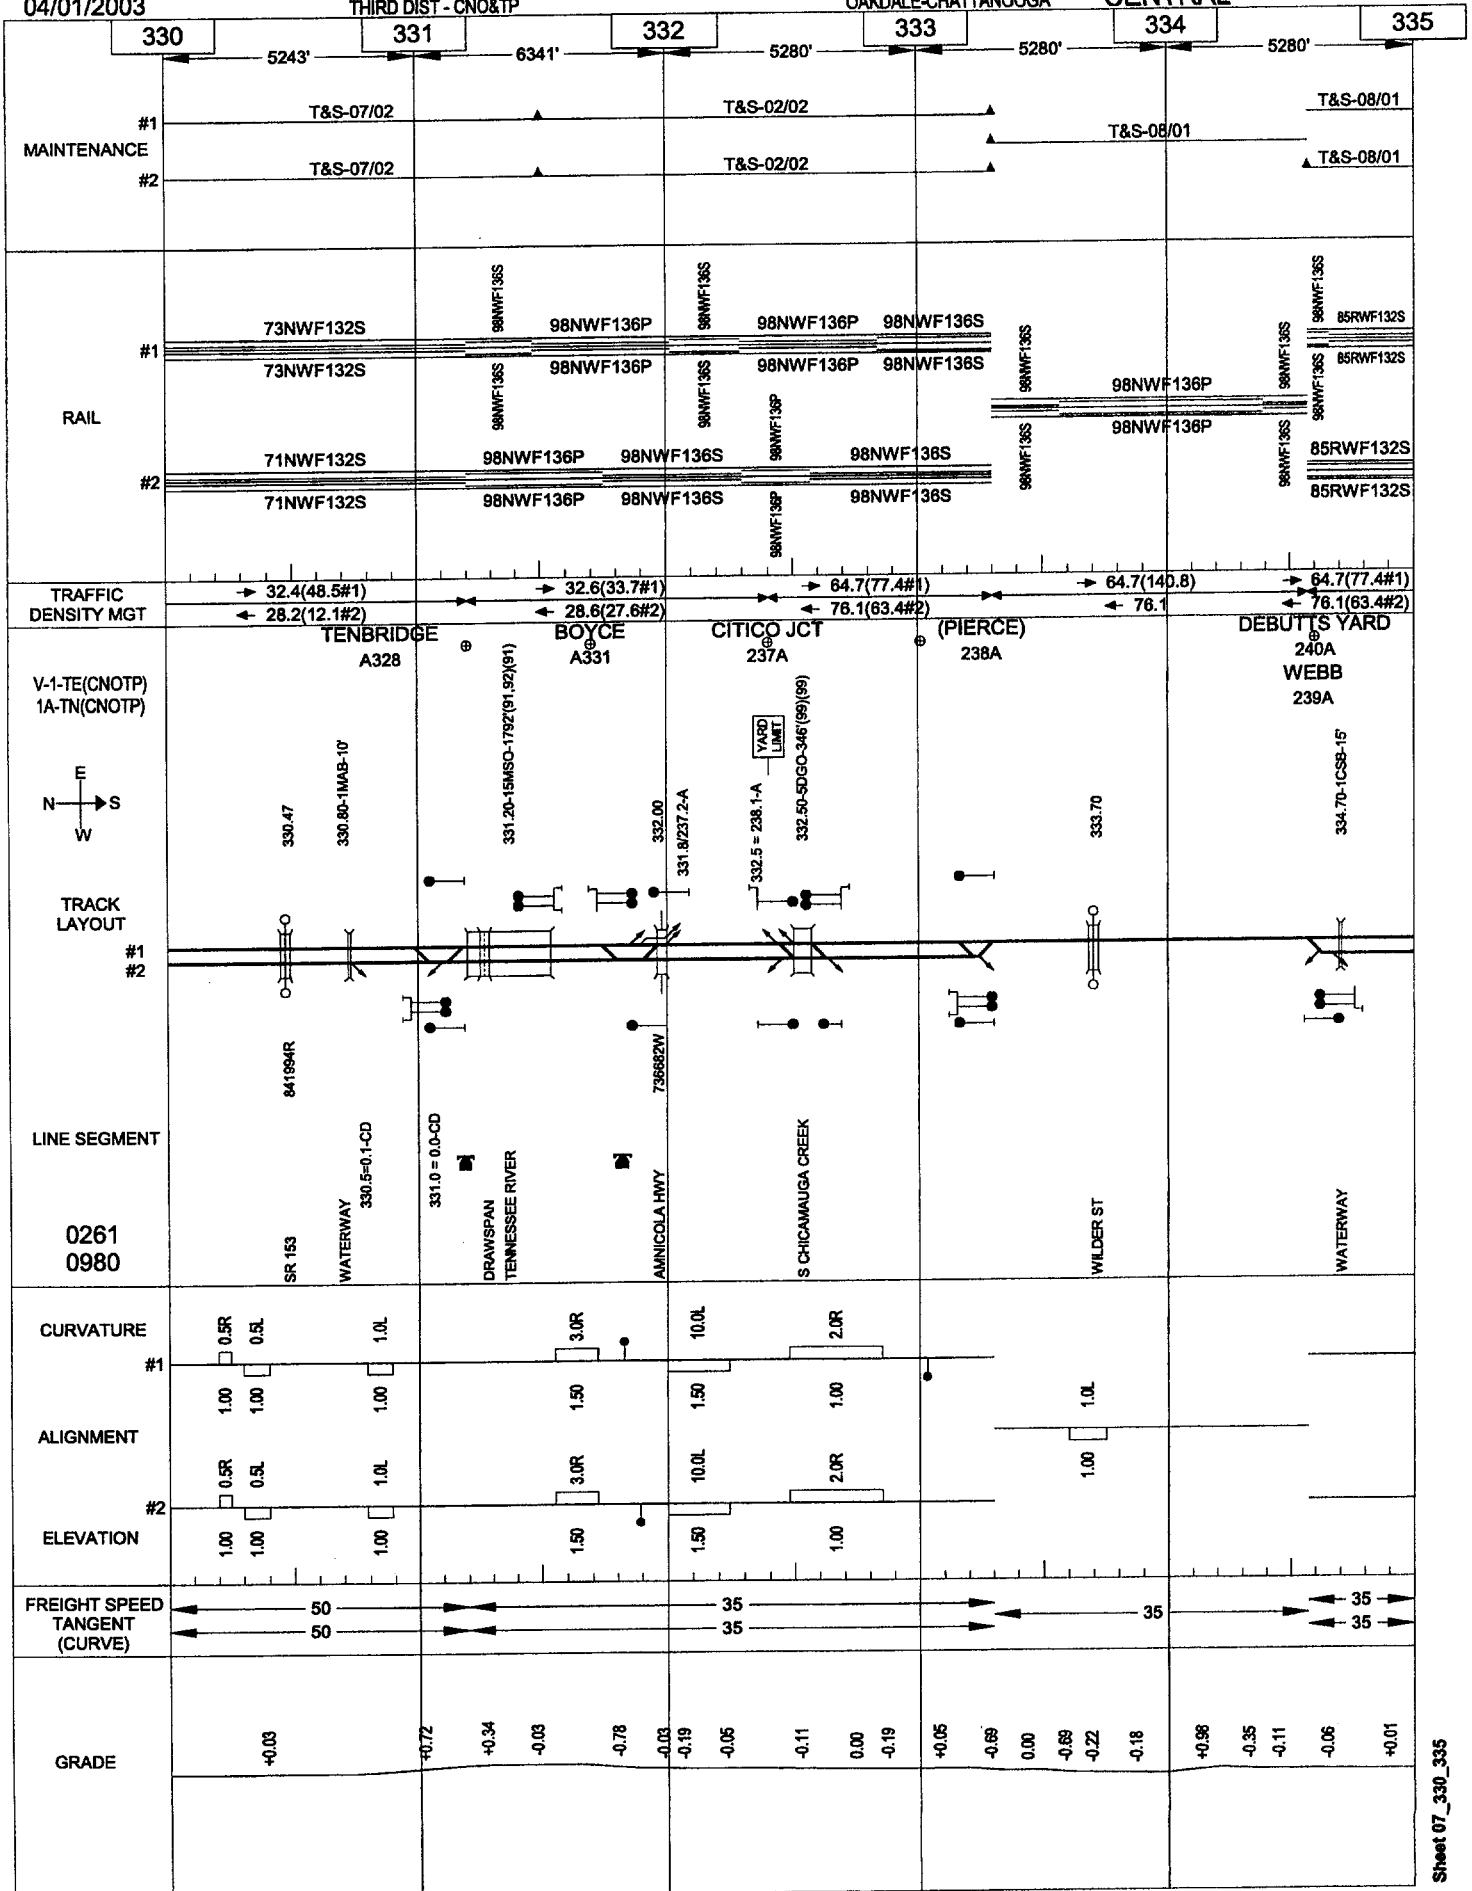 04/01/2003 THIRD DIST - CNO&TP OAKDALE-CHATTANOOGA CENTRAL
330 331 332 333 334 335
5243' 6341' 5280' 5280' 5280'
MAINTENANCE
#1 T&S-07/02 T&S-02/02 T&S-08/01
T&S-08/01
#2 T&S-07/02 T&S-02/02 T&S-08/01
RAIL
98NWF136S 98NWF136S 98NWF136S
73NWF132S 98NWF136P 98NWF136P 98NWF136S 85RWF132S
#1
73NWF132S 98NWF136P 98NWF136P 98NWF136S 85RWF132S
98NWF136S 98NWF136S 98NWF136P 98NWF136S 98NWF136S 98NWF136S
98NWF136P
98NWF136P
98NWF136S 98NWF136S
71NWF132S 98NWF136P 98NWF136S 98NWF136S 85RWF132S
#2
71NWF132S 98NWF136P 98NWF136S 98NWF136S 85RWF132S
98NWF136P
TRAFFIC
DENSITY MGT
32.4(48.5#1) 32.6(33.7#1) 64.7(77.4#1) 64.7(140.8) 64.7(77.4#1)
28.2(12.1#2) 28.6(27.6#2) 76.1(63.4#2) 76.1 76.1(63.4#2)
TENBRIDGE BOYCE CITICO JCT (PIERCE) DEBUTTS YARD
A328 A331 237A 238A 240A
WEBB
239A
V-1-TE(CNOTP)
1A-TN(CNOTP)
E
N S
W
330.47
330.80-1MAB-10'
331.20-15MSO-1792'(91,92)(91)
332.00
331.8/237.2-A
332.5 = 238.1-A
YARD
LIMIT
332.50-5DGO-346'(99)(99)
333.70
334.70-1CSB-15'
TRACK
LAYOUT
#1
#2
841994R
736682W
LINE SEGMENT
0261
0980
SR 153
WATERWAY
330.5=0.1-CD
331.0 = 0.0-CD
DRAWSPAN
TENNESSEE RIVER
AMNICOLA HWY
S CHICAMAUGA CREEK
WILDER ST
WATERWAY
CURVATURE
0.5R 0.5L 1.0L 3.0R 10.0L 2.0R
#1
1.00 1.00 1.00 1.50 1.50 1.00
1.0L
ALIGNMENT
1.00
0.5R 0.5L 1.0L 3.0R 10.0L 2.0R
#2
ELEVATION
1.00 1.00 1.00 1.50 1.50 1.00
FREIGHT SPEED
TANGENT
(CURVE)
50 35 35 35
50 35 35
GRADE
+0.03 +0.72 +0.34 -0.03 -0.78 -0.03 -0.19 -0.05 -0.11 0.00 -0.19 +0.05 -0.69 0.00 -0.69 -0.22 -0.18 +0.98 -0.35 -0.11 -0.06 +0.01
Sheet 07_330_335